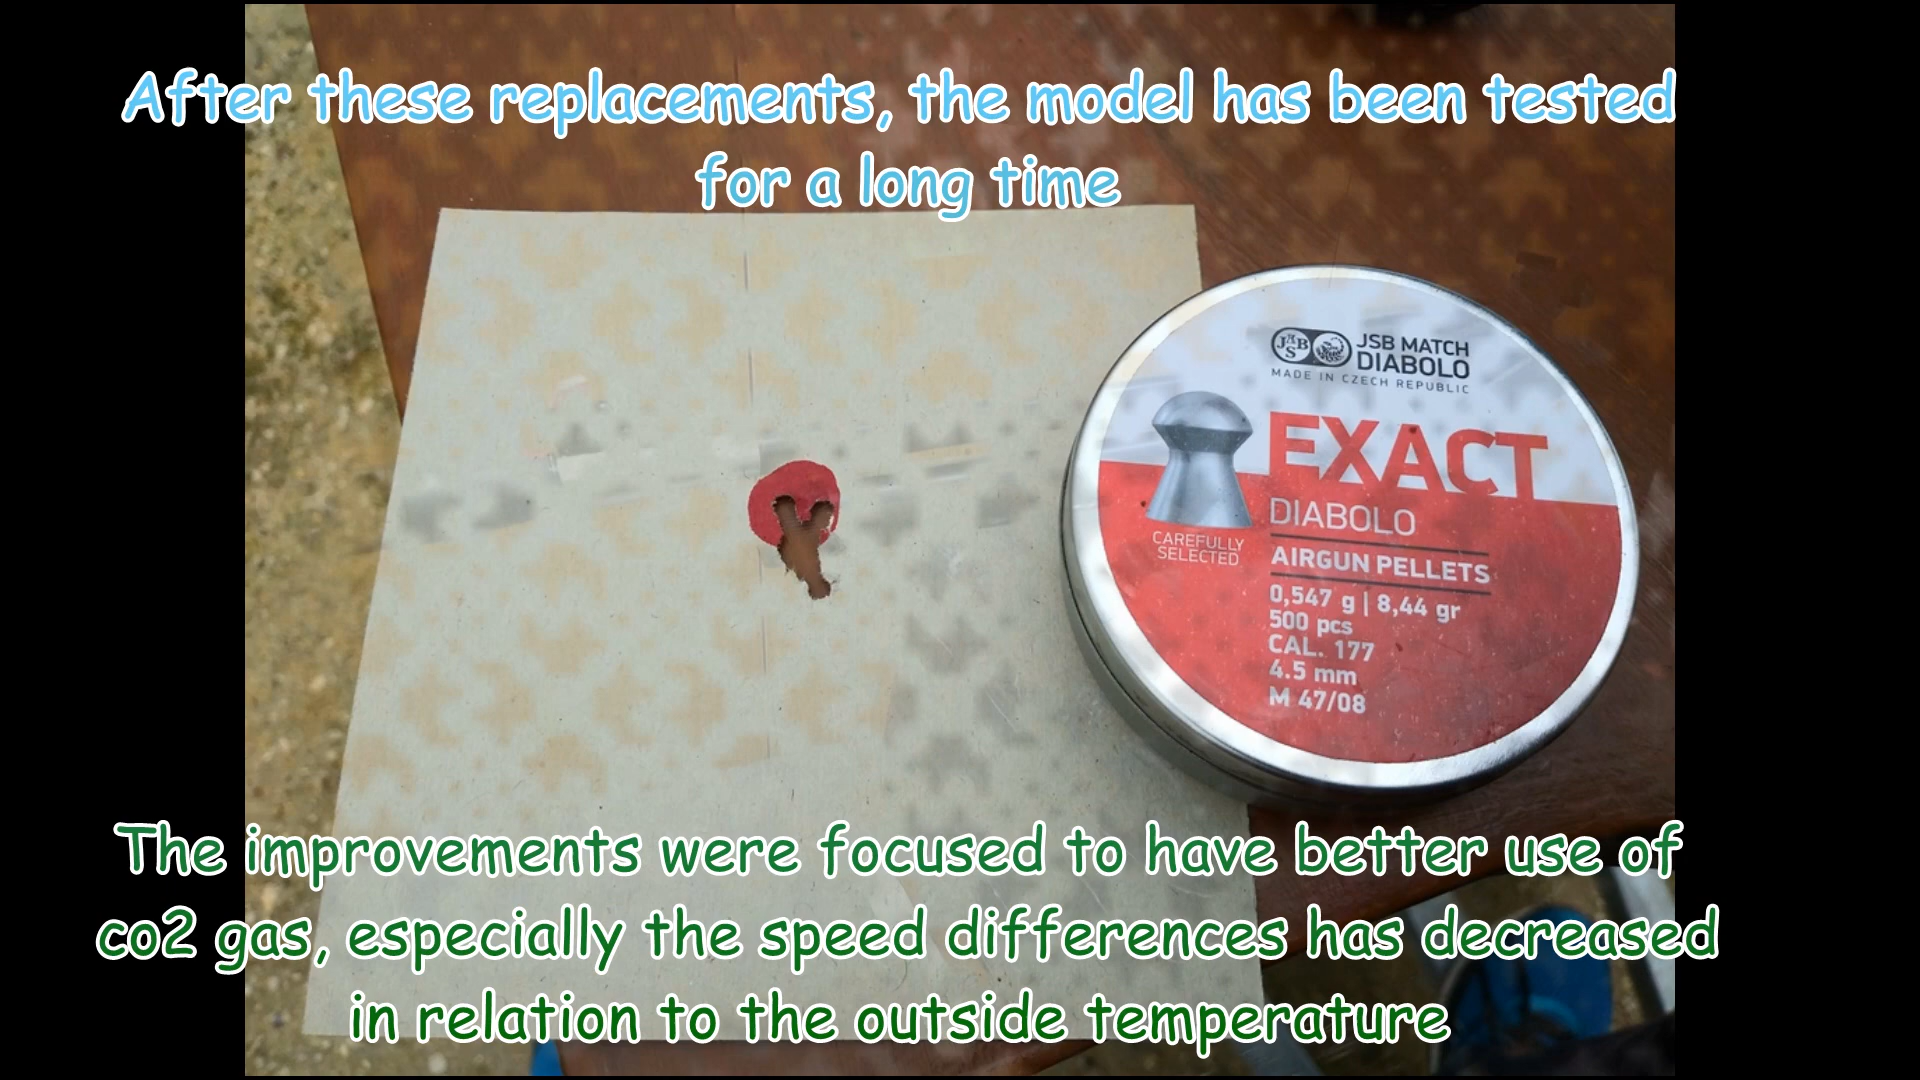 After these replacements, the model has been tested
for a long time
JSB
JSB MATCH
DIABOLO
MADE IN CZECH REPUBLIC
EXACT
DIABOLO
CAREFULLY
SELECTED
AIRGUN PELLETS
0,547 g | 8,44 gr
500 pcs
CAL. 177
4.5 mm
M 47/08
The improvements were focused to have better use of
co2 gas, especially the speed differences has decreased
in relation to the outside temperature